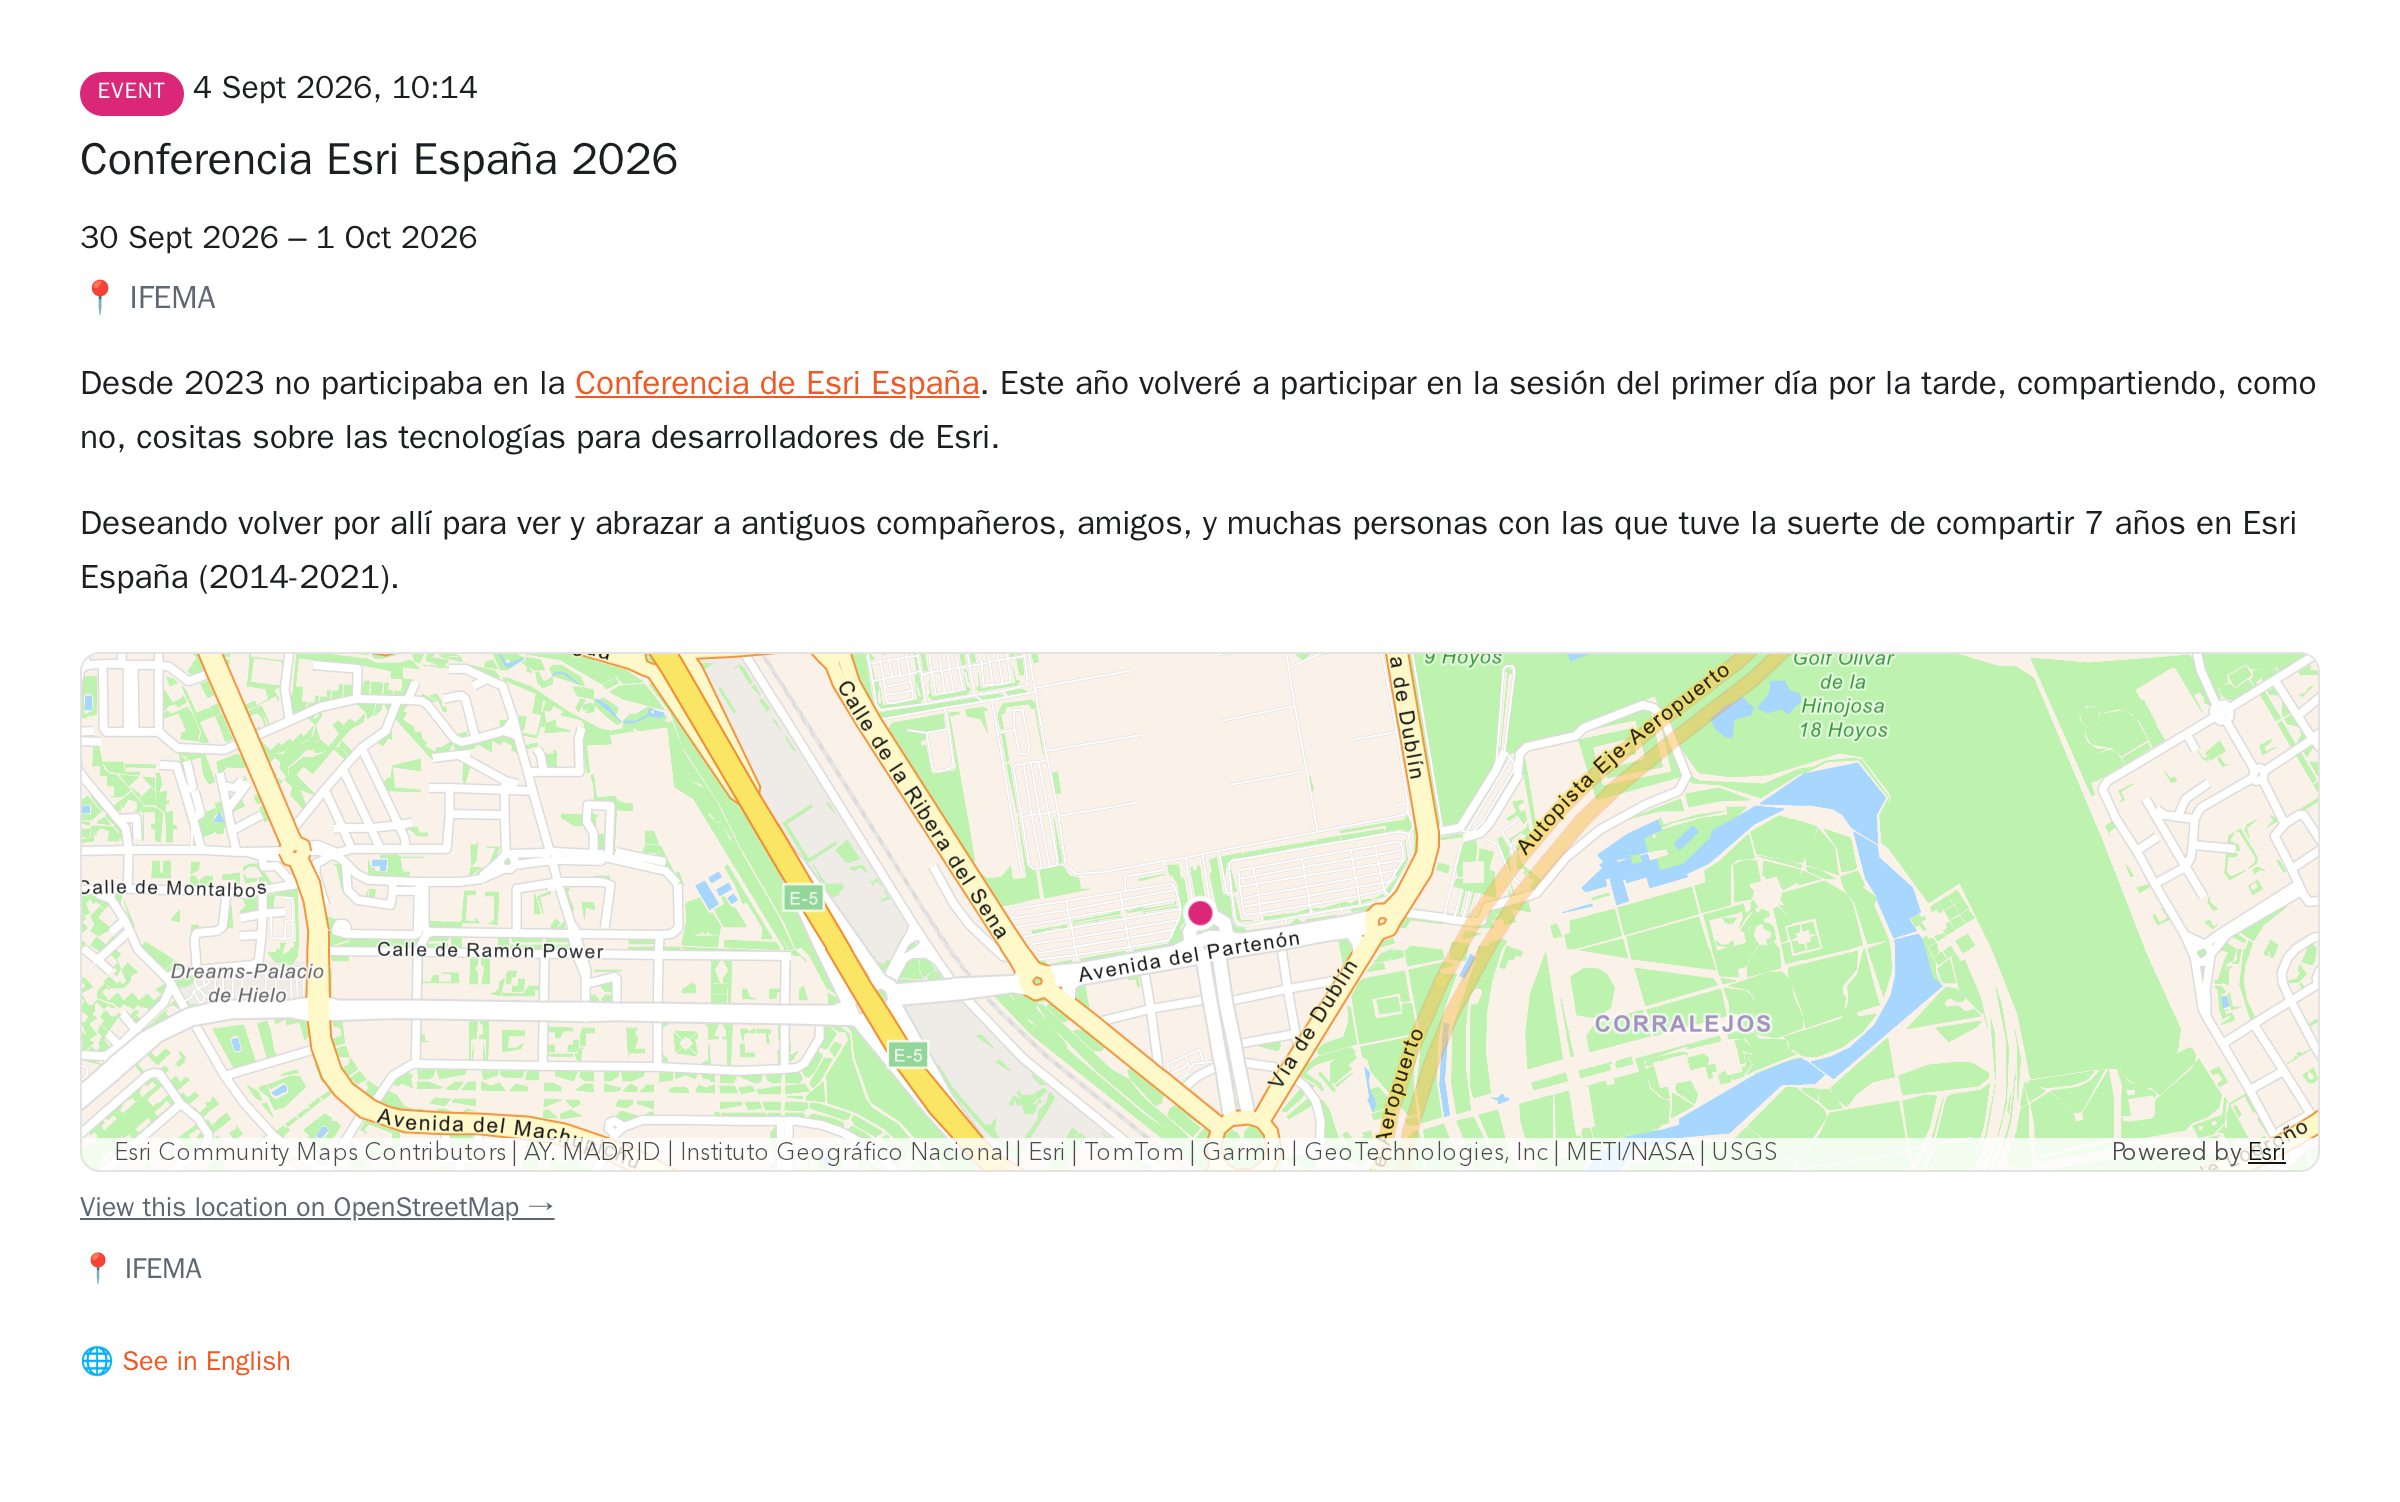 EVENT 4 Sept 2026, 10:14
Conferencia Esri España 2026
30 Sept 2026 – 1 Oct 2026
📍 IFEMA
Desde 2023 no participaba en la Conferencia de Esri España. Este año volveré a participar en la sesión del primer día por la tarde, compartiendo, como
no, cositas sobre las tecnologías para desarrolladores de Esri.
Deseando volver por allí para ver y abrazar a antiguos compañeros, amigos, y muchas personas con las que tuve la suerte de compartir 7 años en Esri
España (2014-2021).
9 Hoyos
Golf Olivar
de la
Hinojosa
18 Hoyos
Calle de la Ribera del Sena
a de Dublín
Autopista Eje-Aeropuerto
Calle de Montalbos
E-5
Calle de Ramón Power
Avenida del Partenón
Dreams-Palacio
de Hielo
Vía de Dublín
CORRALEJOS
E-5
Aeropuerto
Avenida del
Esri Community Maps Contributors | AY. MADRID | Instituto Geográfico Nacional | Esri | TomTom | Garmin | GeoTechnologies, Inc | METI/NASA | USGS
Powered by Esri
View this location on OpenStreetMap →
📍 IFEMA
🌐 See in English